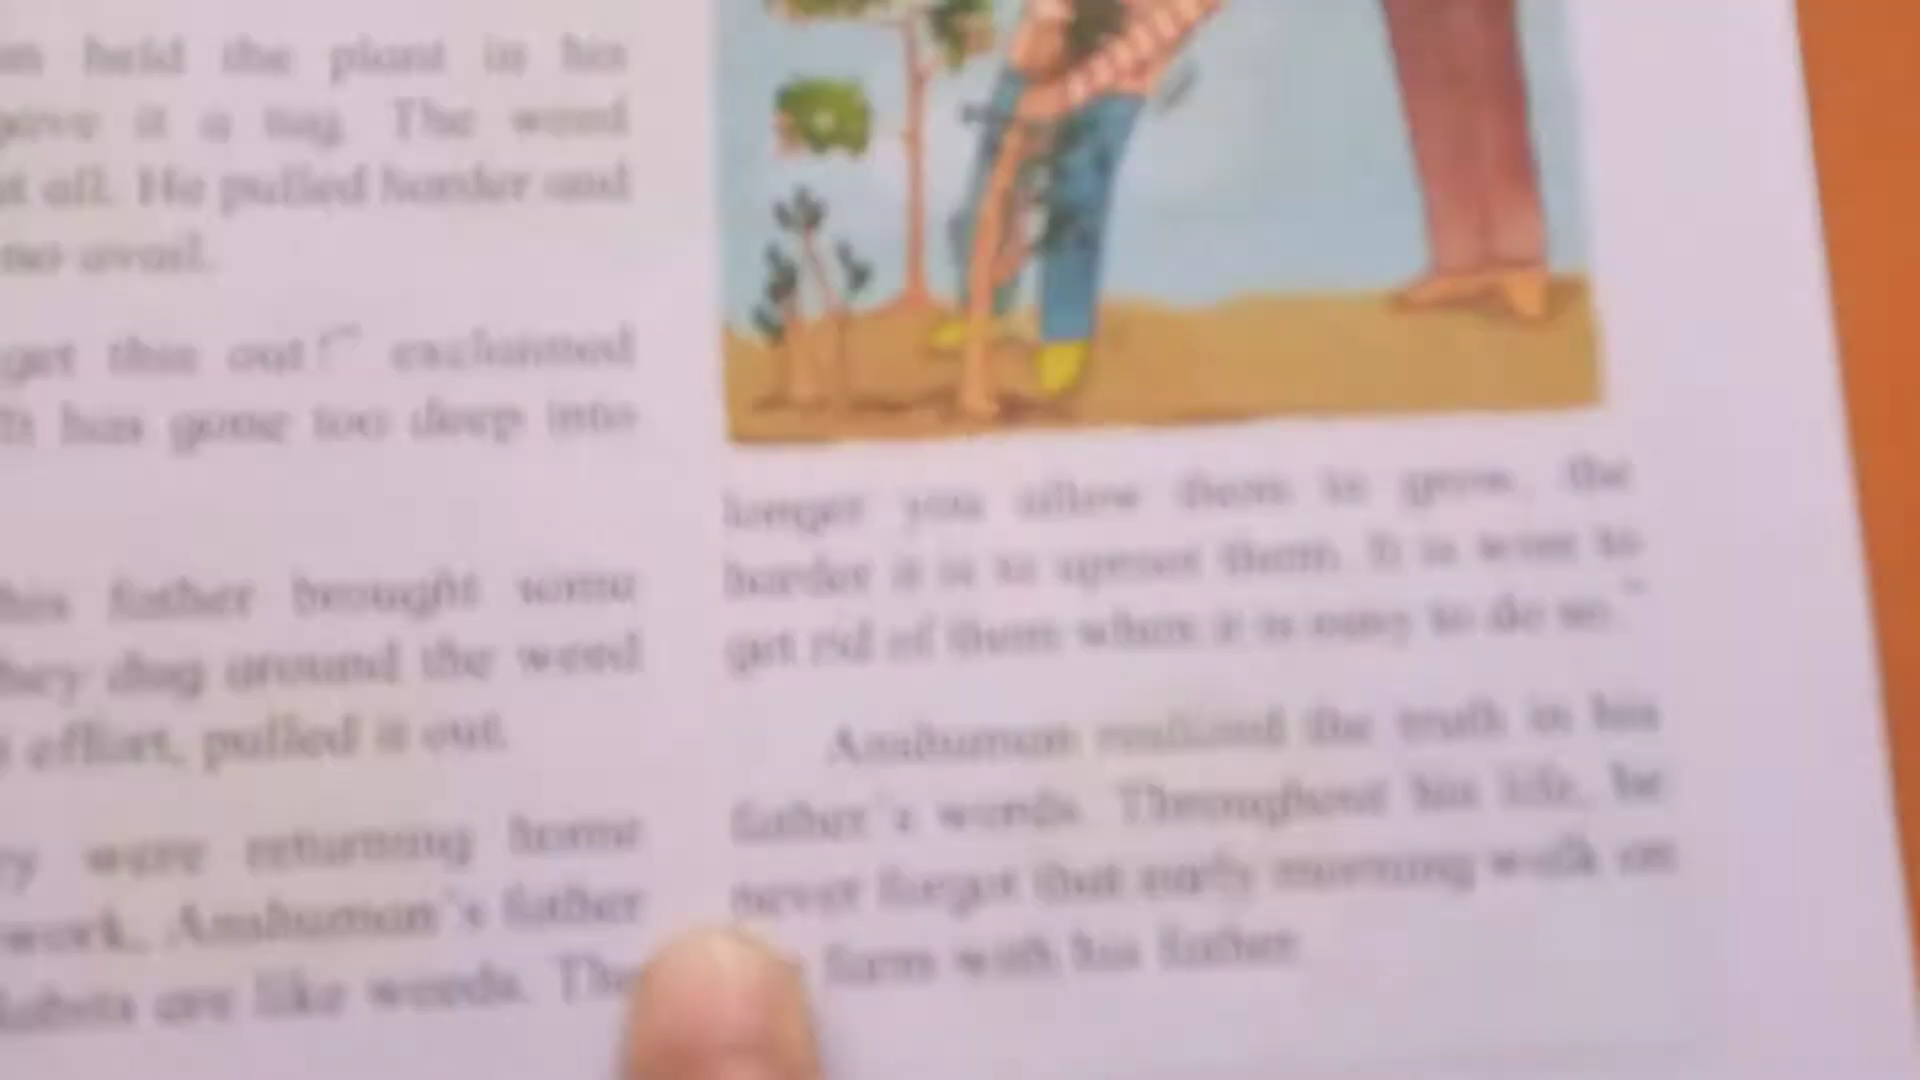 held the plant in his
gave it a tug. The weed
at all. He pulled harder and
no avail.
get this out!" exclaimed
It has gone too deep into
his father brought some
they dug around the weed
effort, pulled it out.
were returning home
work, Anshuman's father
habits are like weeds. The
longer you allow them to grow, the
harder it is to uproot them. It is wise to
get rid of them when it is easy to do so."
Anshuman realized the truth in his
father's words. Throughout his life, he
never forgot that early morning walk on
farm with his father.